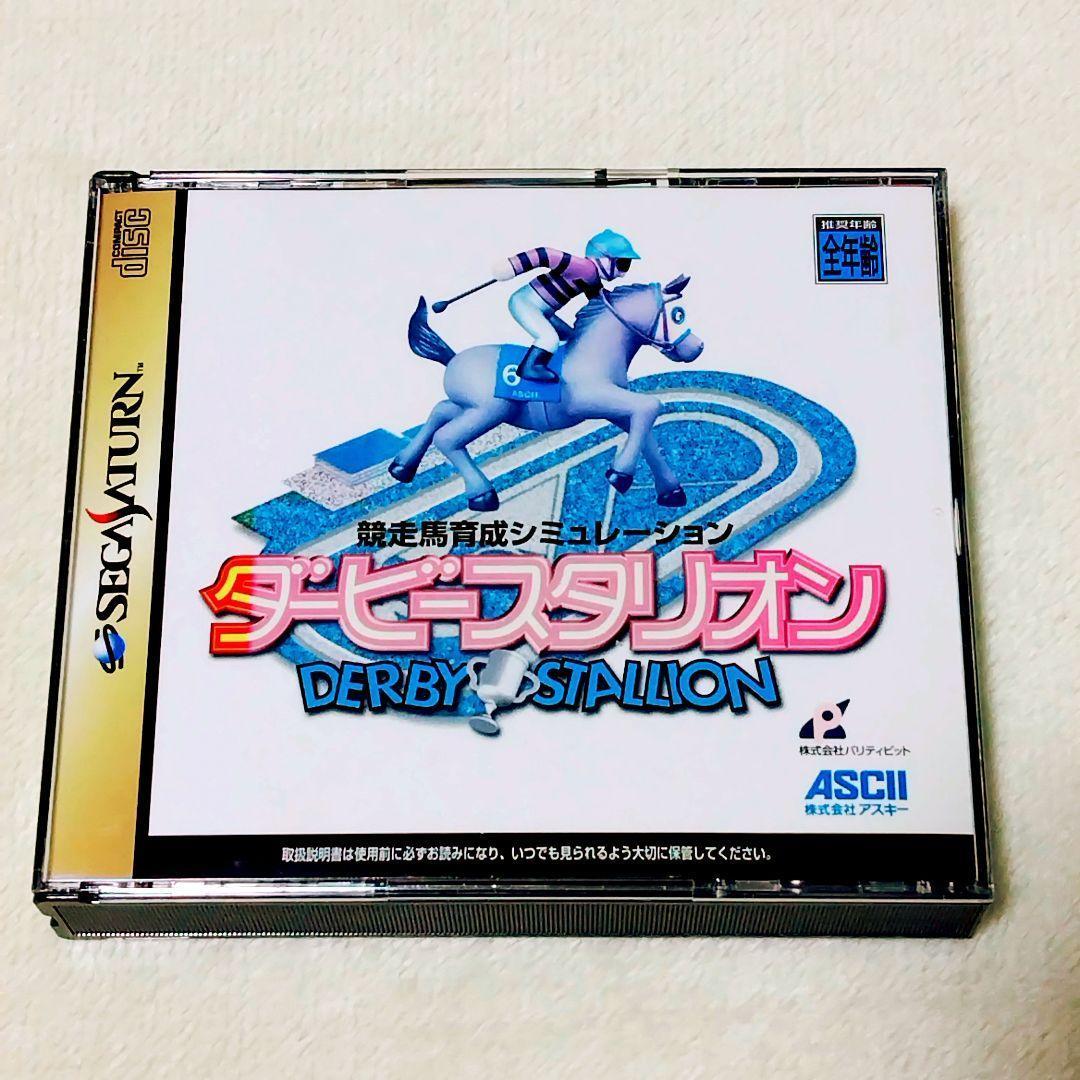 COMPACT
disc
SEGA SATURN™
推奨年齢
全年齢
6
ASCII
競走馬育成シミュレーション
ダービースタリオン
DERBY STALLION
株式会社パリティビット
ASCII
株式会社アスキー
取扱説明書は使用前に必ずお読みになり、いつでも見られるよう大切に保管してください。